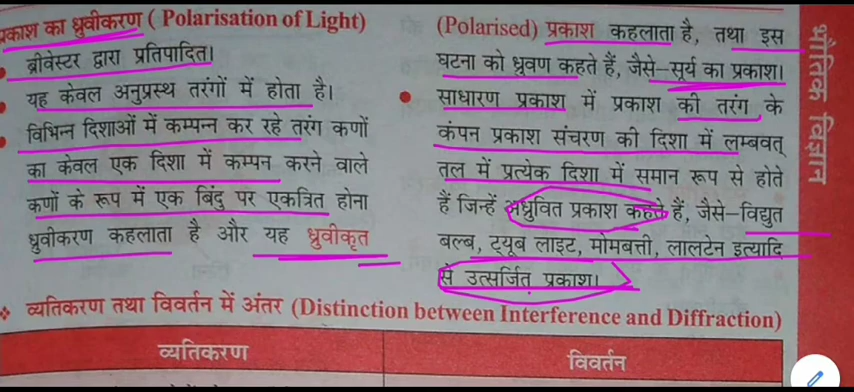 प्रकाश का ध्रुवीकरण ( Polarisation of Light)
ब्रीवेस्टर द्वारा प्रतिपादित।
यह केवल अनुप्रस्थ तरंगों में होता है।
विभिन्न दिशाओं में कम्पन्न कर रहे तरंग कणों
का केवल एक दिशा में कम्पन करने वाले
कणों के रूप में एक बिंदु पर एकत्रित होना
ध्रुवीकरण कहलाता है और यह ध्रुवीकृत
(Polarised) प्रकाश कहलाता है, तथा इस
घटना को ध्रुवण कहते हैं, जैसे–सूर्य का प्रकाश।
साधारण प्रकाश में प्रकाश की तरंग के
कंपन प्रकाश संचरण की दिशा में लम्बवत्
तल में प्रत्येक दिशा में समान रूप से होते
हैं जिन्हें अध्रुवित प्रकाश कहते हैं, जैसे–विद्युत
बल्ब, ट्यूब लाइट, मोमबत्ती, लालटेन इत्यादि
से उत्सर्जित प्रकाश।
व्यतिकरण तथा विवर्तन में अंतर (Distinction between Interference and Diffraction)
व्यतिकरण
विवर्तन
भौतिक विज्ञान